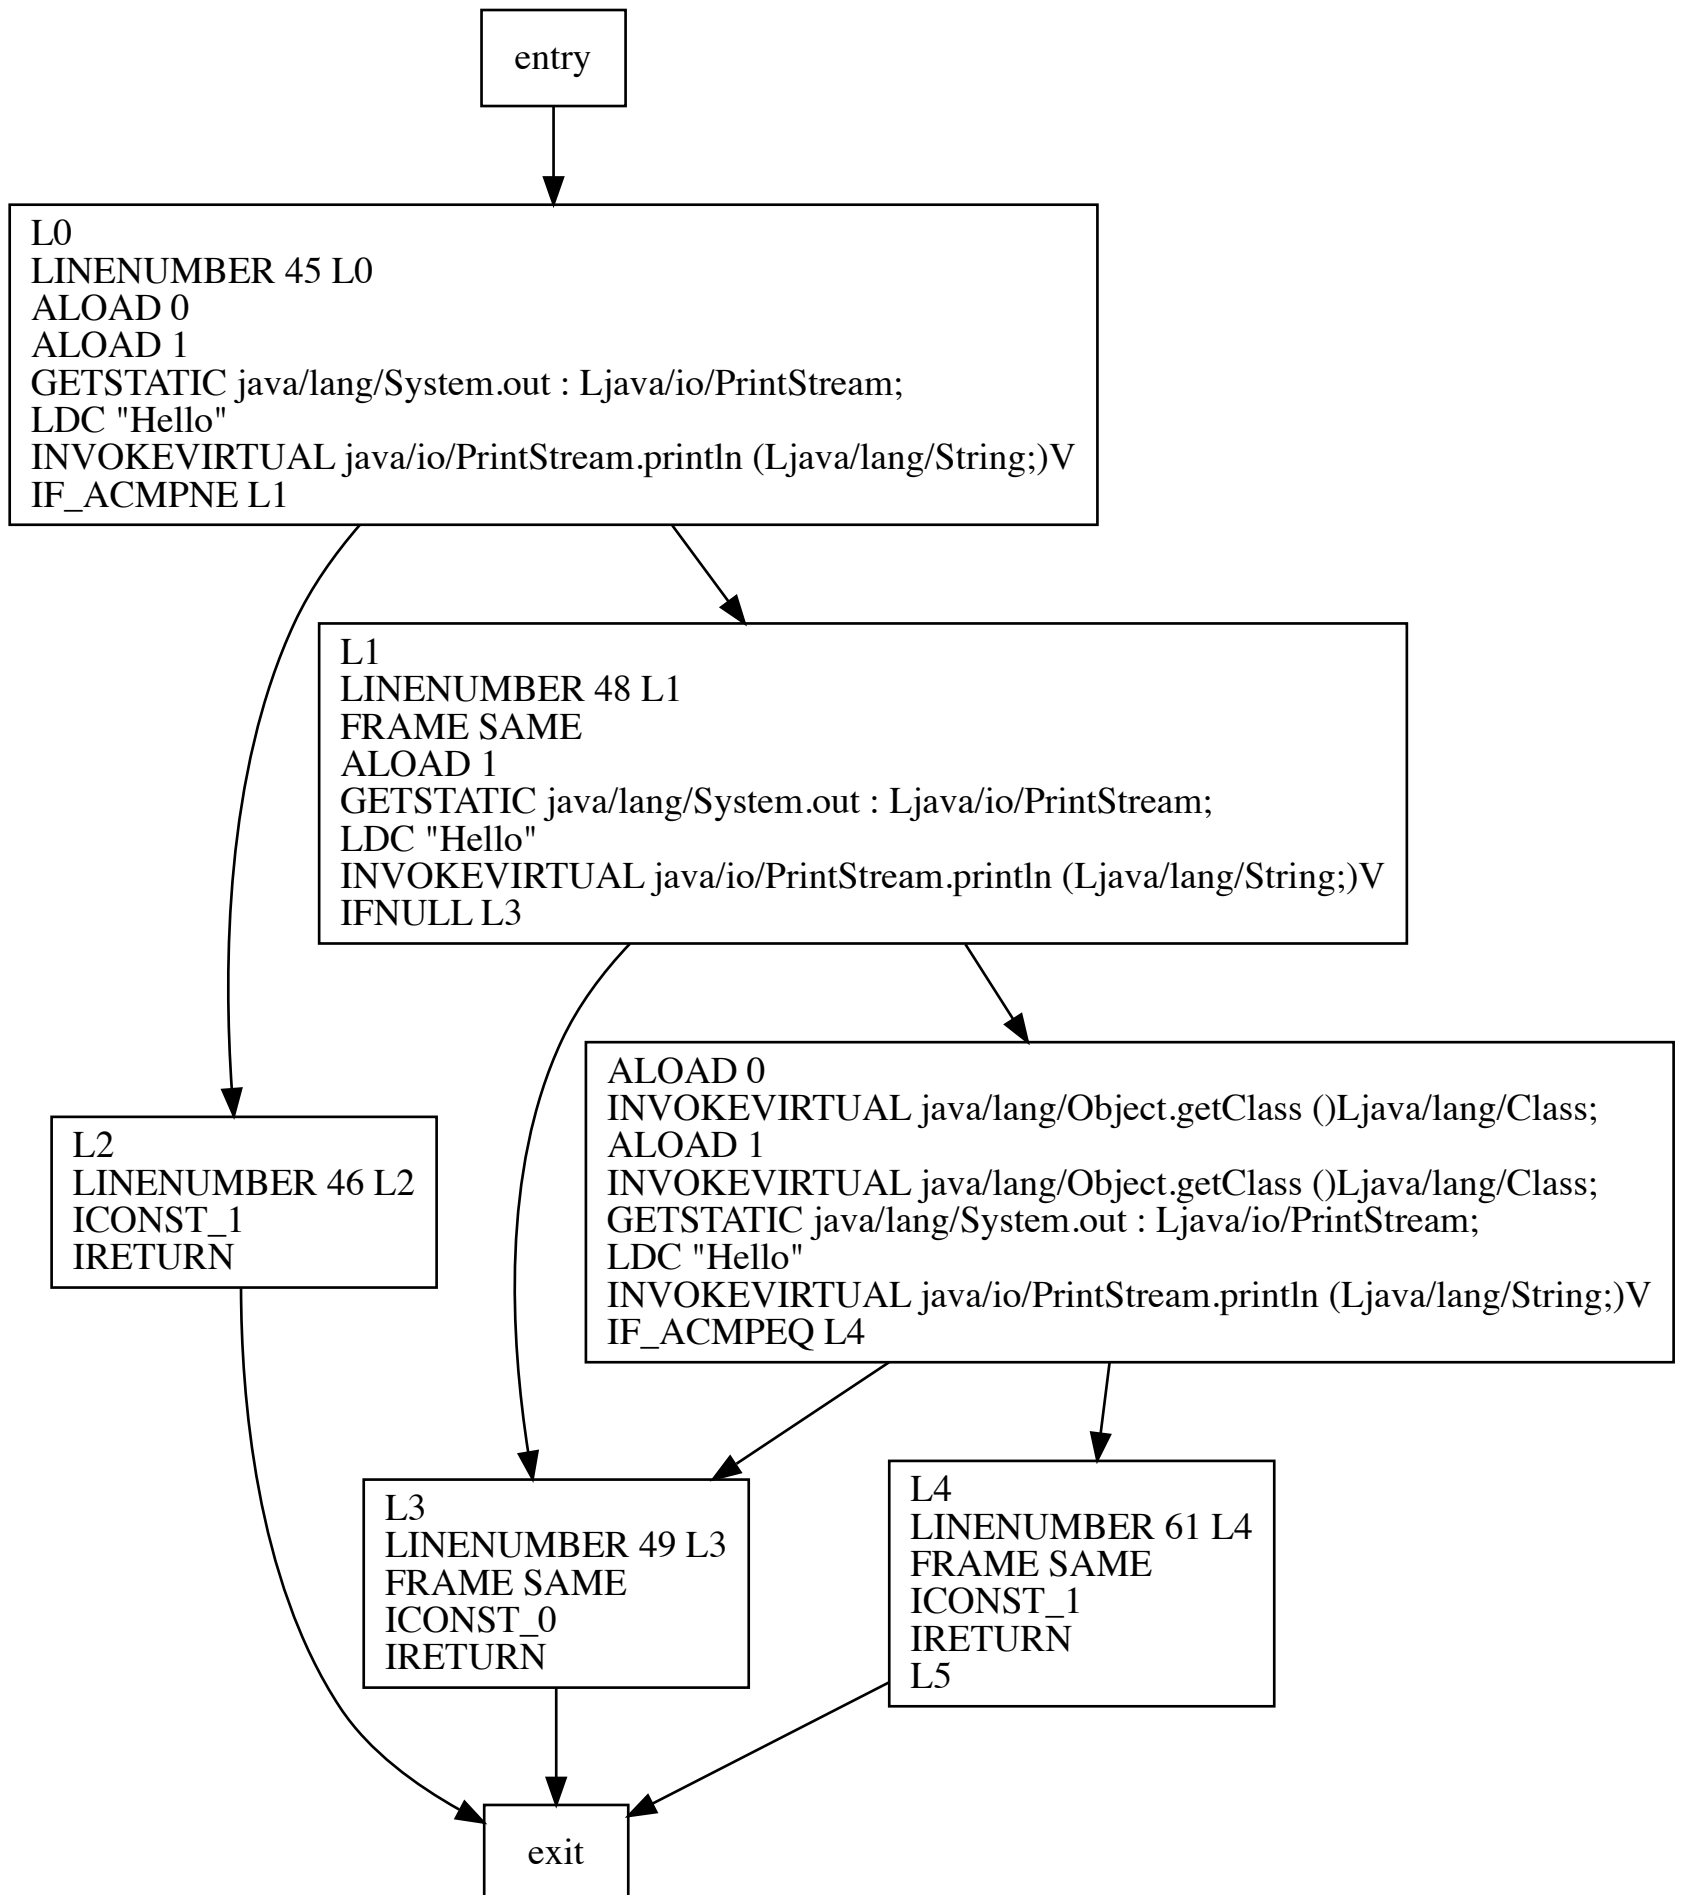 entry
L0
LINENUMBER 45 L0
ALOAD 0
ALOAD 1
GETSTATIC java/lang/System.out : Ljava/io/PrintStream;
LDC "Hello"
INVOKEVIRTUAL java/io/PrintStream.println (Ljava/lang/String;)V
IF_ACMPNE L1
L1
LINENUMBER 48 L1
FRAME SAME
ALOAD 1
GETSTATIC java/lang/System.out : Ljava/io/PrintStream;
LDC "Hello"
INVOKEVIRTUAL java/io/PrintStream.println (Ljava/lang/String;)V
IFNULL L3
ALOAD 0
INVOKEVIRTUAL java/lang/Object.getClass ()Ljava/lang/Class;
ALOAD 1
INVOKEVIRTUAL java/lang/Object.getClass ()Ljava/lang/Class;
GETSTATIC java/lang/System.out : Ljava/io/PrintStream;
LDC "Hello"
INVOKEVIRTUAL java/io/PrintStream.println (Ljava/lang/String;)V
IF_ACMPEQ L4
L2
LINENUMBER 46 L2
ICONST_1
IRETURN
L3
LINENUMBER 49 L3
FRAME SAME
ICONST_0
IRETURN
L4
LINENUMBER 61 L4
FRAME SAME
ICONST_1
IRETURN
L5
exit